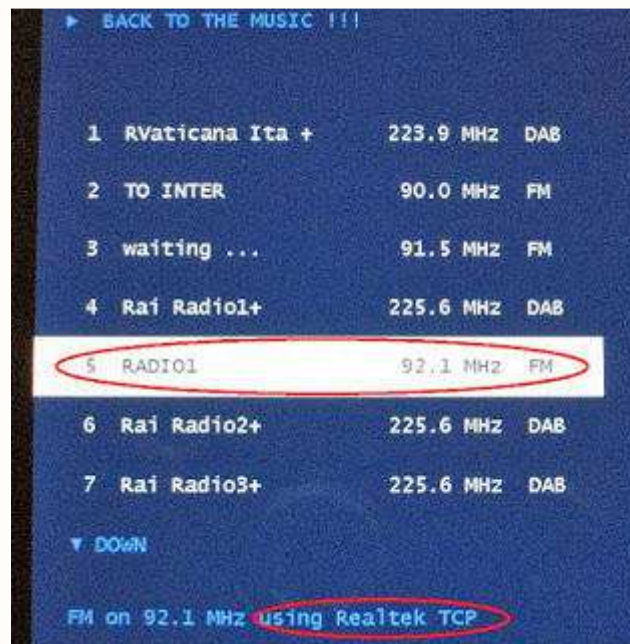 ► BACK TO THE MUSIC !!!
1 RVaticana Ita + 223.9 MHz DAB
2 TO INTER 90.0 MHz FM
3 waiting ... 91.5 MHz FM
4 Rai Radio1+ 225.6 MHz DAB
5 RADIO1 92.1 MHz FM
6 Rai Radio2+ 225.6 MHz DAB
7 Rai Radio3+ 225.6 MHz DAB
▼ DOWN
FM on 92.1 MHz using Realtek TCP